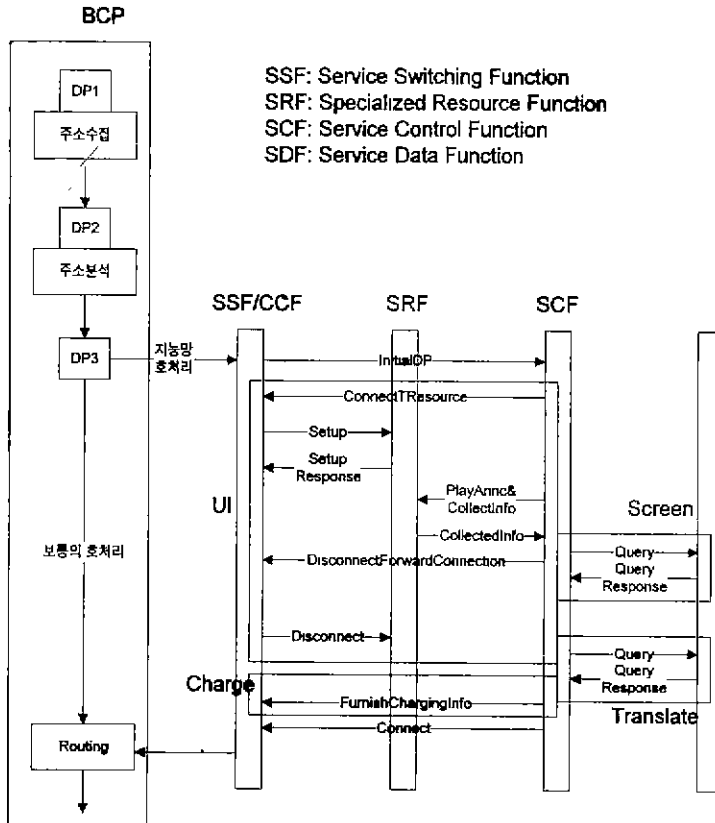 BCP
SSF: Service Switching Function
SRF: Specialized Resource Function
SCF: Service Control Function
SDF: Service Data Function
DP1
주소수집
DP2
주소분석
DP3
지능망
호처리
SSF/CCF
SRF
SCF
InitialDP
ConnectTResource
Setup
Setup
Response
PlayAnnc&
CollectInfo
UI
CollectedInfo
Screen
보통의 호처리
DisconnectForwardConnection
Query
Query
Response
Disconnect
Query
Query
Response
Charge
FurnishChargingInfo
Translate
Connect
Routing